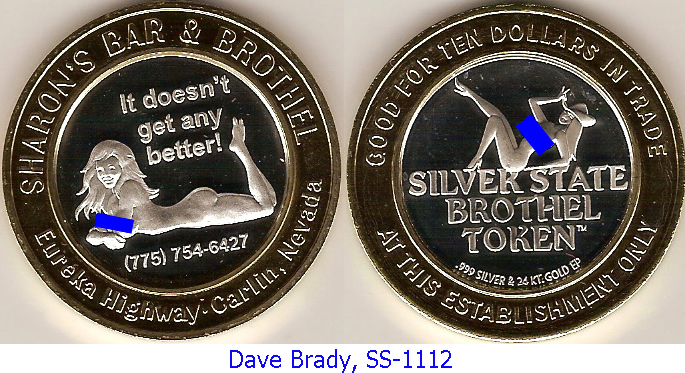 SHARON'S BAR & BROTHEL
It doesn't
get any
better!
(775) 754-6427
Eureka Highway·Carlin, Nevada
GOOD FOR TEN DOLLARS IN TRADE
SILVER STATE
BROTHEL
TOKEN™
.999 SILVER & 24 KT. GOLD EP
AT THIS ESTABLISHMENT ONLY
Dave Brady, SS-1112